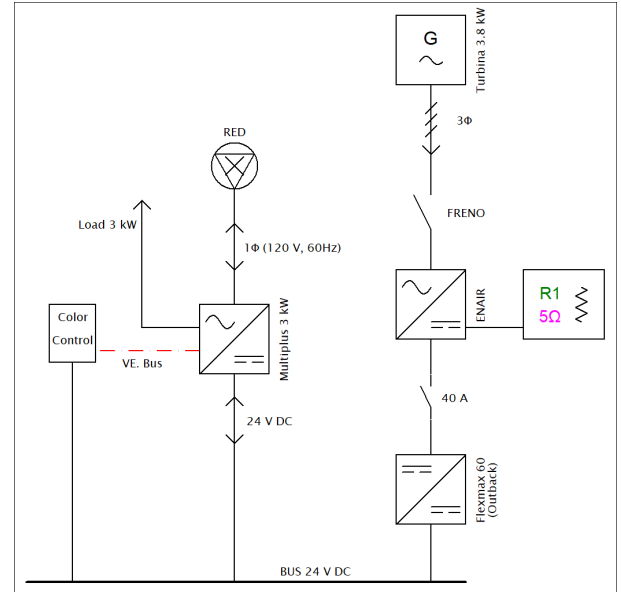 G
Turbina 3.8 kW
3Φ
RED
Load 3 kW
FRENO
1Φ (120 V, 60Hz)
Color
Control
VE. Bus
Multiplus 3 kW
ENAIR
R1
5Ω
24 V DC
40 A
Flexmax 60
(Outback)
BUS 24 V DC